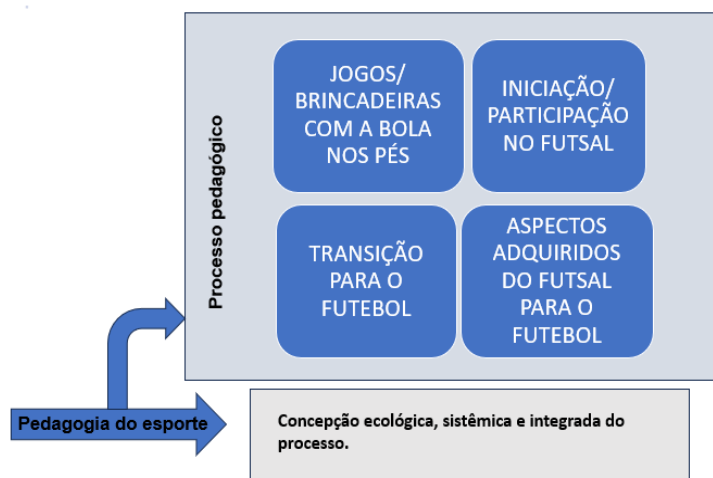 Processo pedagógico
JOGOS/
BRINCADEIRAS
COM A BOLA
NOS PÉS
INICIAÇÃO/
PARTICIPAÇÃO
NO FUTSAL
TRANSIÇÃO
PARA O
FUTEBOL
ASPECTOS
ADQUIRIDOS
DO FUTSAL
PARA O
FUTEBOL
Pedagogia do esporte
Concepção ecológica, sistêmica e integrada do
processo.